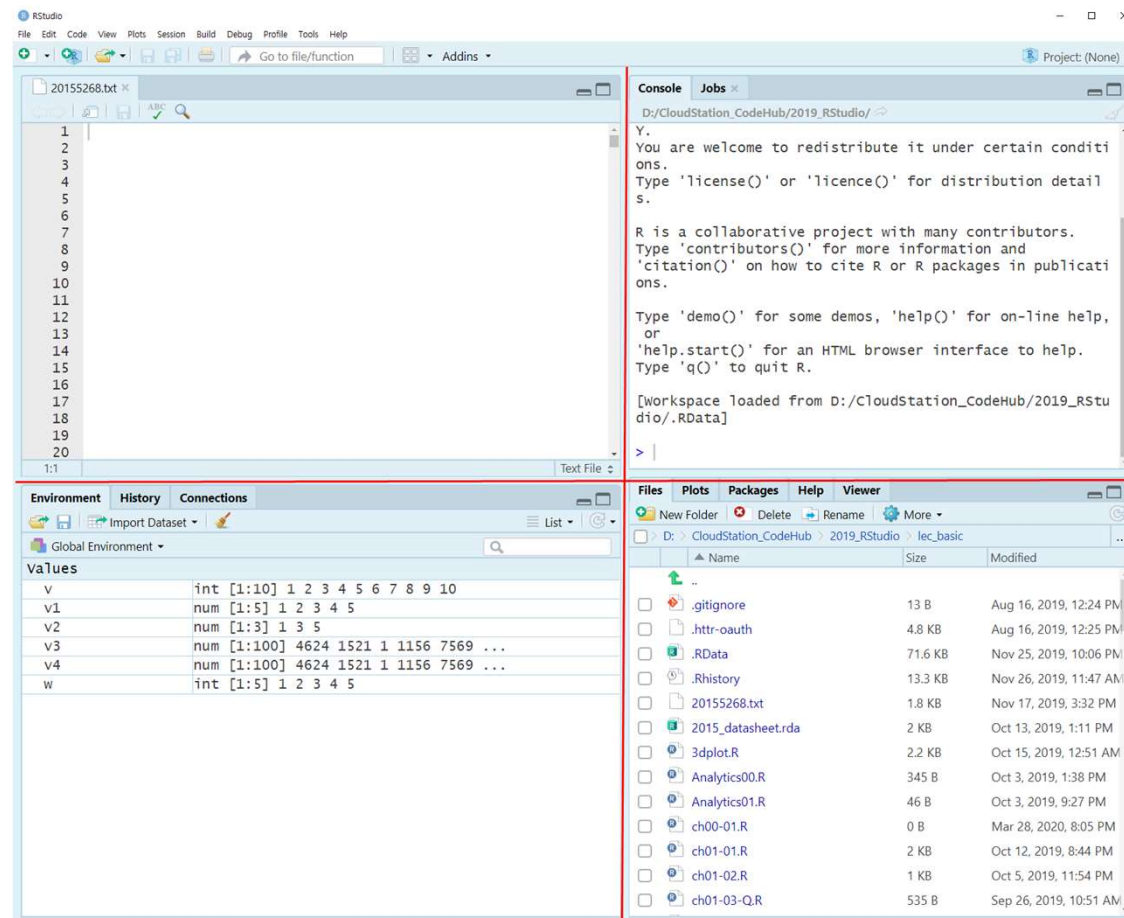 RStudio
File Edit Code View Plots Session Build Debug Profile Tools Help
Go to file/function Addins Project: (None)
20155268.txt
ABC
1
2
3
4
5
6
7
8
9
10
11
12
13
14
15
16
17
18
19
20
1:1 Text File
Console Jobs
D:/CloudStation_CodeHub/2019_RStudio/
Y.
You are welcome to redistribute it under certain conditi
ons.
Type 'license()' or 'licence()' for distribution detail
s.
R is a collaborative project with many contributors.
Type 'contributors()' for more information and
'citation()' on how to cite R or R packages in publicati
ons.
Type 'demo()' for some demos, 'help()' for on-line help,
or
'help.start()' for an HTML browser interface to help.
Type 'q()' to quit R.
[Workspace loaded from D:/CloudStation_CodeHub/2019_RStu
dio/.RData]
>
Environment History Connections
Import Dataset List
Global Environment
Values
v int [1:10] 1 2 3 4 5 6 7 8 9 10
v1 num [1:5] 1 2 3 4 5
v2 num [1:3] 1 3 5
v3 num [1:100] 4624 1521 1 1156 7569 ...
v4 num [1:100] 4624 1521 1 1156 7569 ...
w int [1:5] 1 2 3 4 5
Files Plots Packages Help Viewer
New Folder Delete Rename More
D: > CloudStation_CodeHub > 2019_RStudio > lec_basic ..
Name Size Modified
..
.gitignore 13 B Aug 16, 2019, 12:24 PM
.httr-oauth 4.8 KB Aug 16, 2019, 12:25 PM
.RData 71.6 KB Nov 25, 2019, 10:06 PM
.Rhistory 13.3 KB Nov 26, 2019, 11:47 AM
20155268.txt 1.8 KB Nov 17, 2019, 3:32 PM
2015_datasheet.rda 2 KB Oct 13, 2019, 1:11 PM
3dplot.R 2.2 KB Oct 15, 2019, 12:51 AM
Analytics00.R 345 B Oct 3, 2019, 1:38 PM
Analytics01.R 46 B Oct 3, 2019, 9:27 PM
ch00-01.R 0 B Mar 28, 2020, 8:05 PM
ch01-01.R 2 KB Oct 12, 2019, 8:44 PM
ch01-02.R 1 KB Oct 5, 2019, 11:54 PM
ch01-03-Q.R 535 B Sep 26, 2019, 10:51 AM